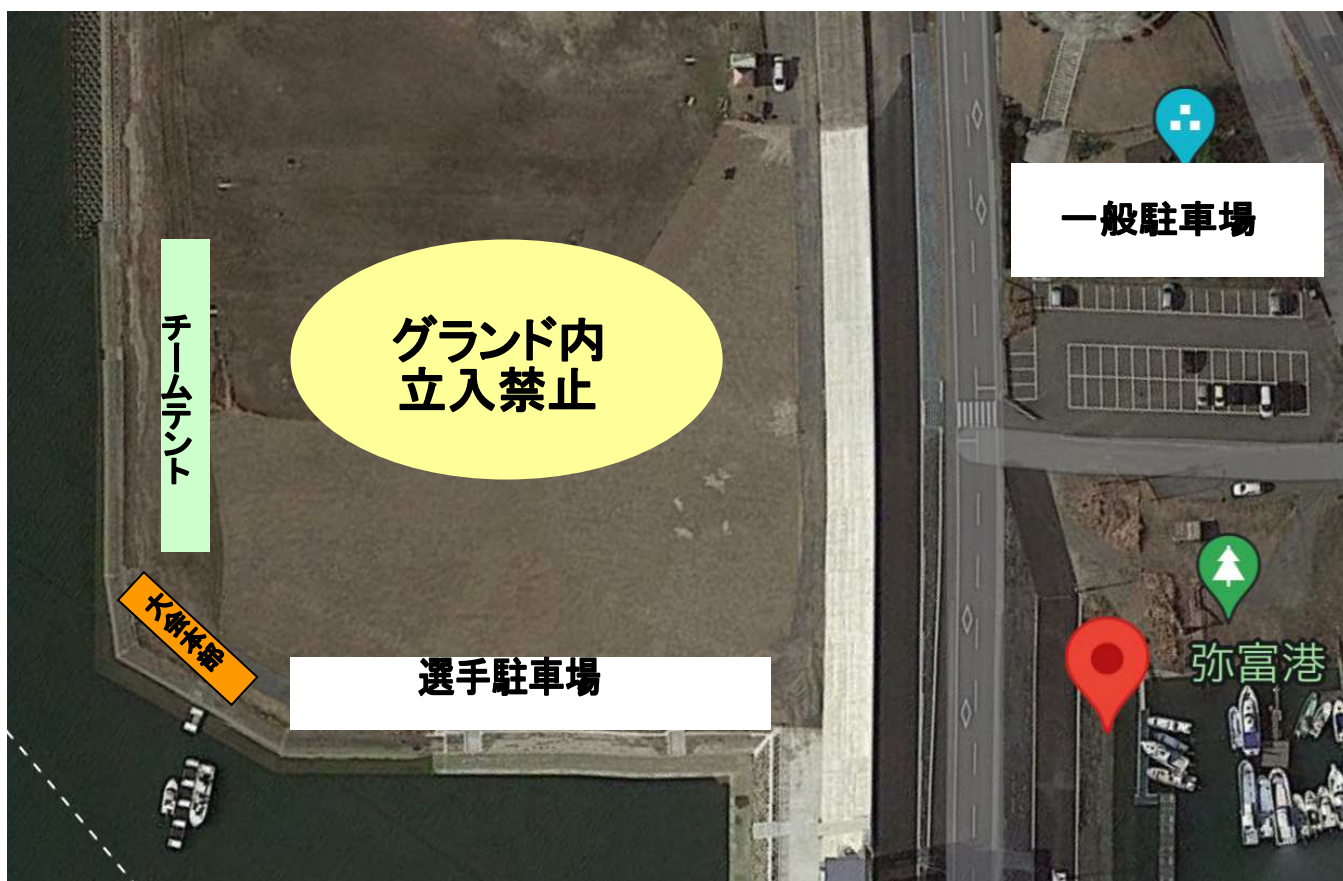 一般駐車場
グランド内
立入禁止
チームテント
大会本部
選手駐車場
弥富港